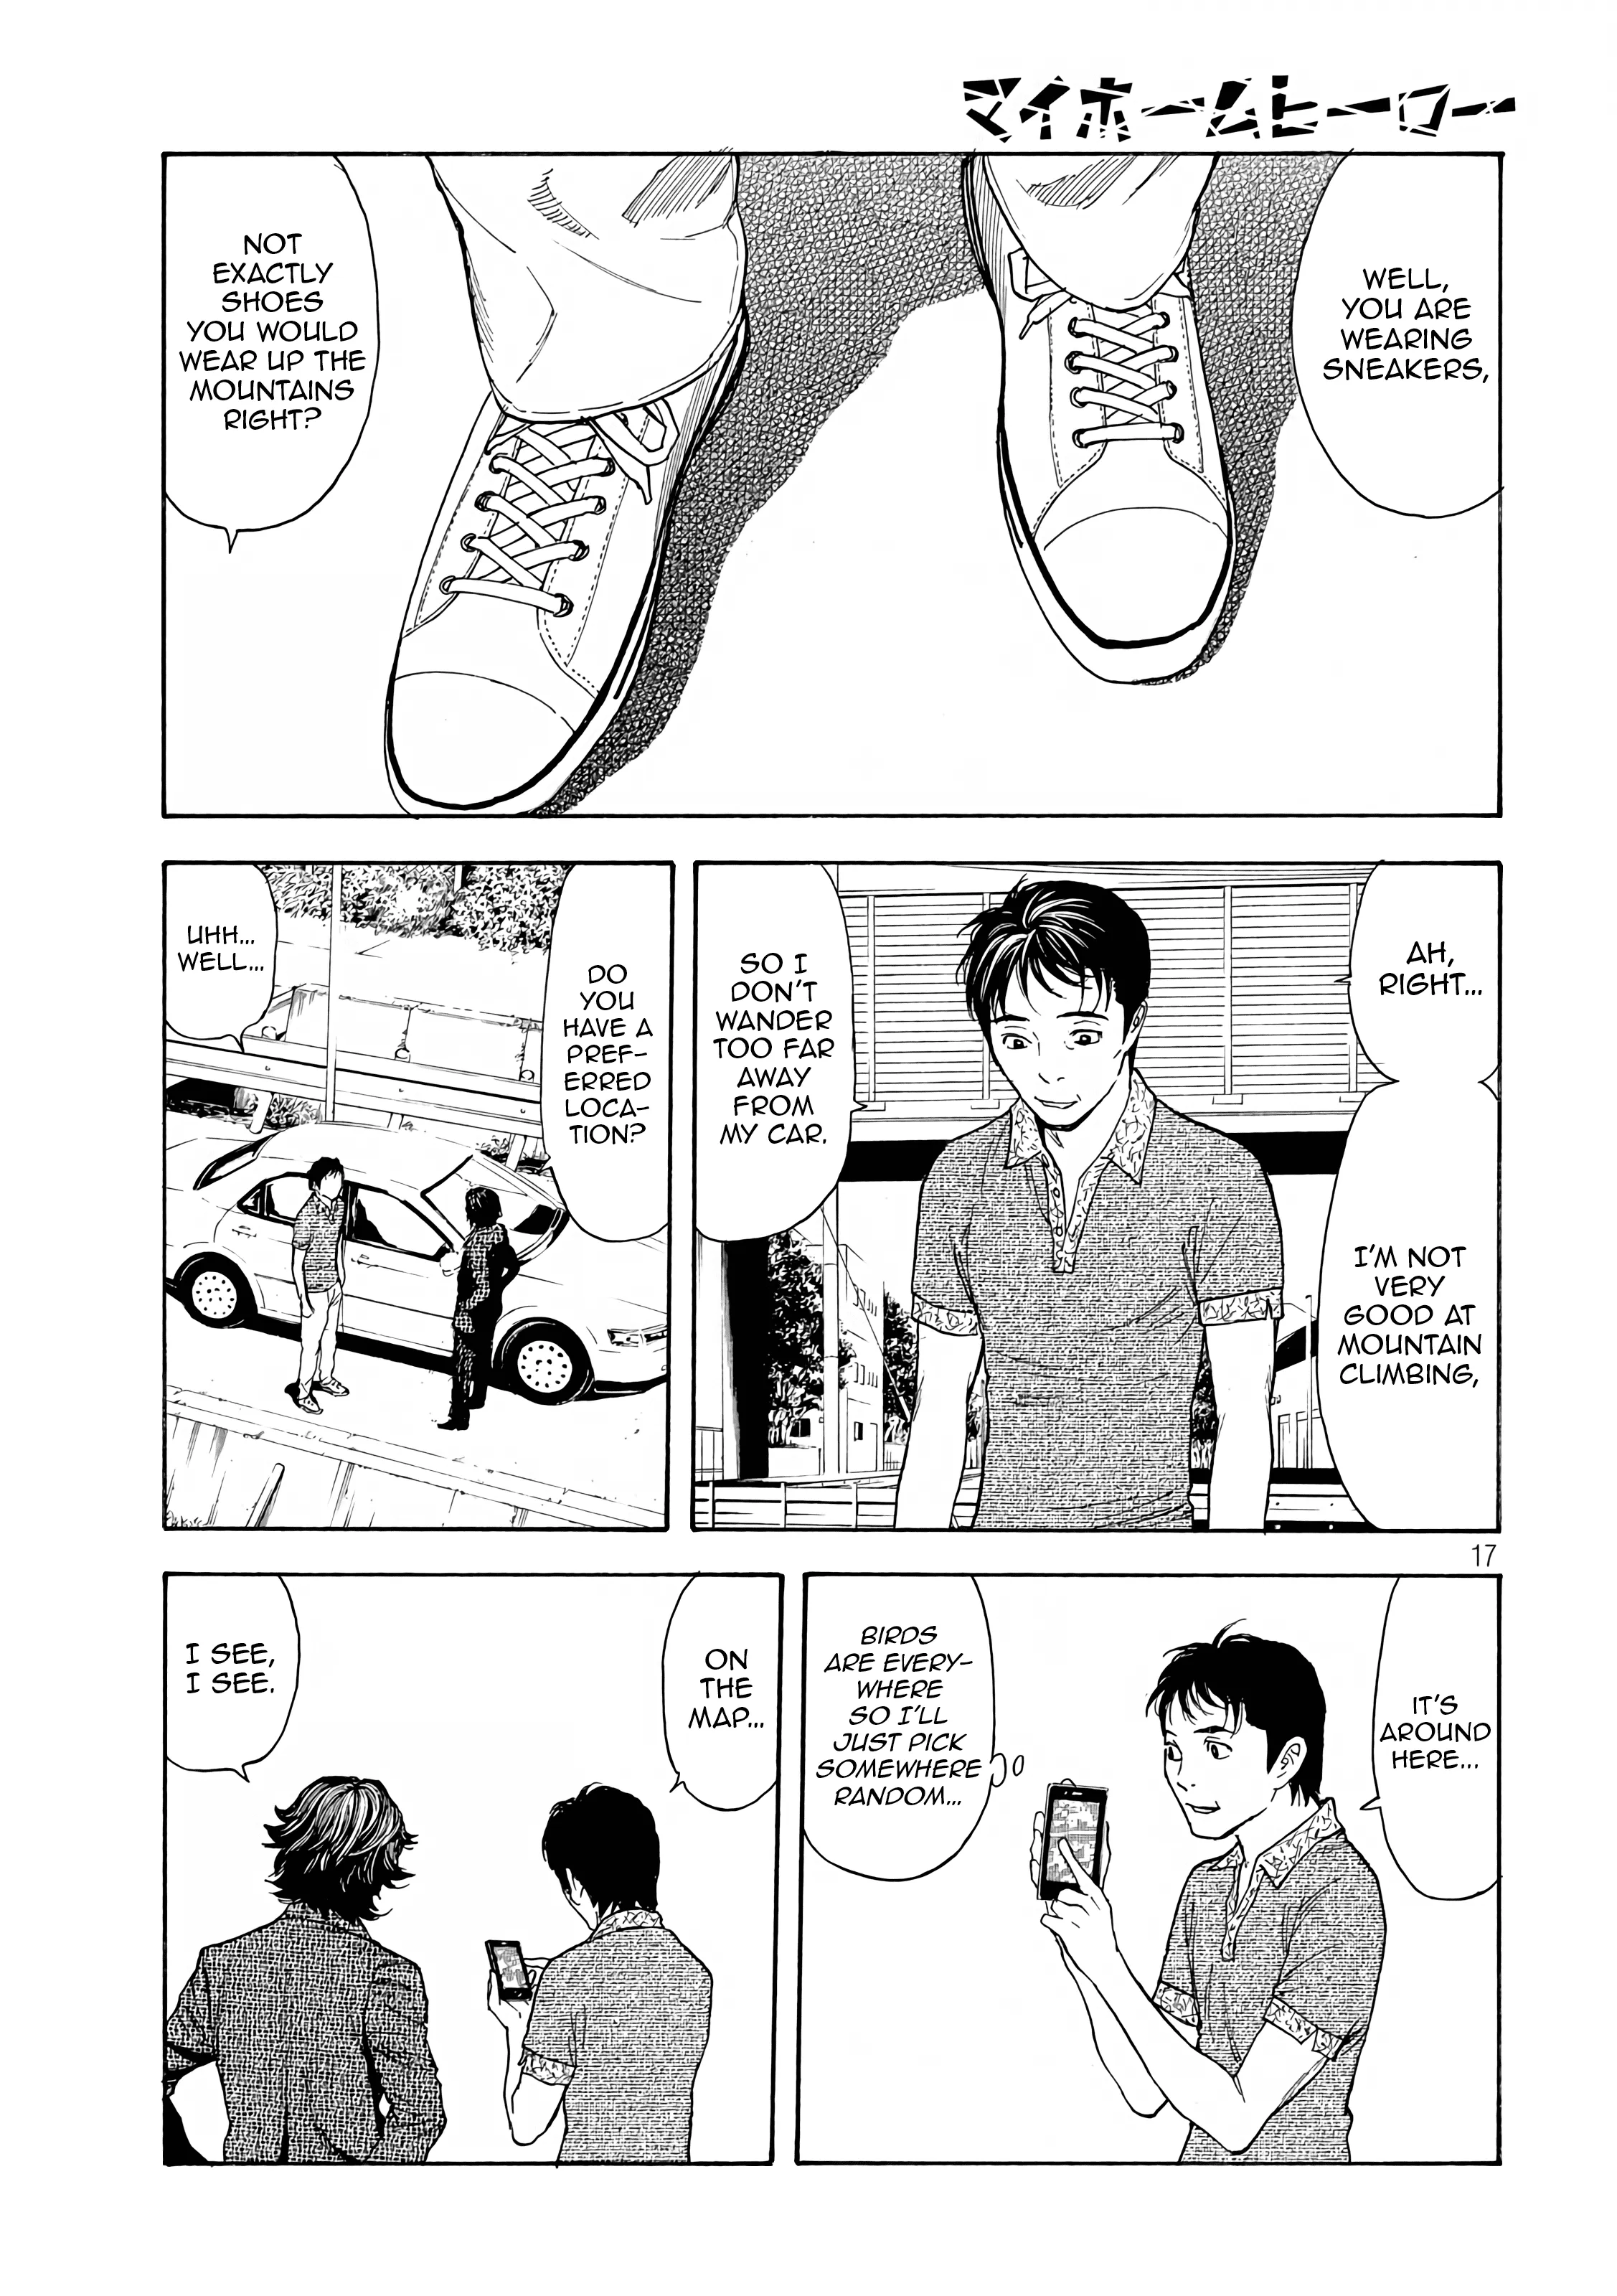 マイホームヒーロー
WELL,
YOU ARE
WEARING
SNEAKERS,
NOT
EXACTLY
SHOES
YOU WOULD
WEAR UP THE
MOUNTAINS
RIGHT?
AH,
RIGHT...
I'M NOT
VERY
GOOD AT
MOUNTAIN
CLIMBING,
SO I
DON'T
WANDER
TOO FAR
AWAY
FROM
MY CAR.
DO
YOU
HAVE A
PREF-
ERRED
LOCA-
TION?
UHH...
WELL...
17
IT'S
AROUND
HERE...
BIRDS
ARE EVERY-
WHERE
SO I'LL
JUST PICK
SOMEWHERE
RANDOM...
ON
THE
MAP...
I SEE,
I SEE.